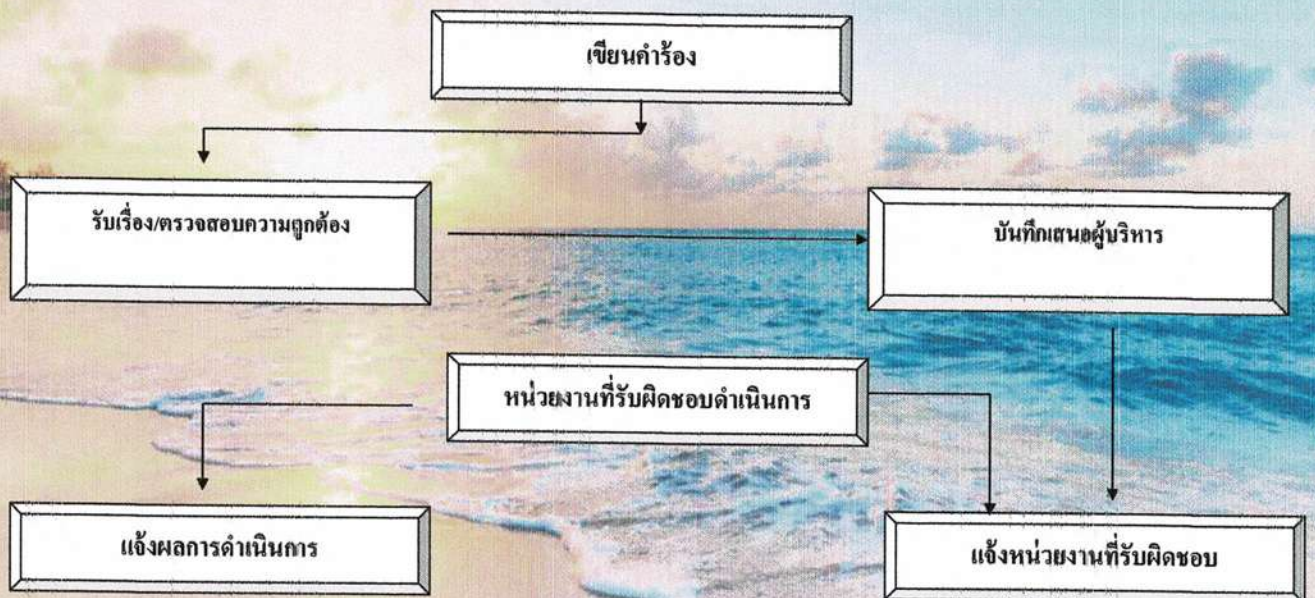 เขียนคำร้อง
รับเรื่อง/ตรวจสอบความถูกต้อง
บันทึกเสนอผู้บริหาร
หน่วยงานที่รับผิดชอบดำเนินการ
แจ้งผลการดำเนินการ
แจ้งหน่วยงานที่รับผิดชอบ